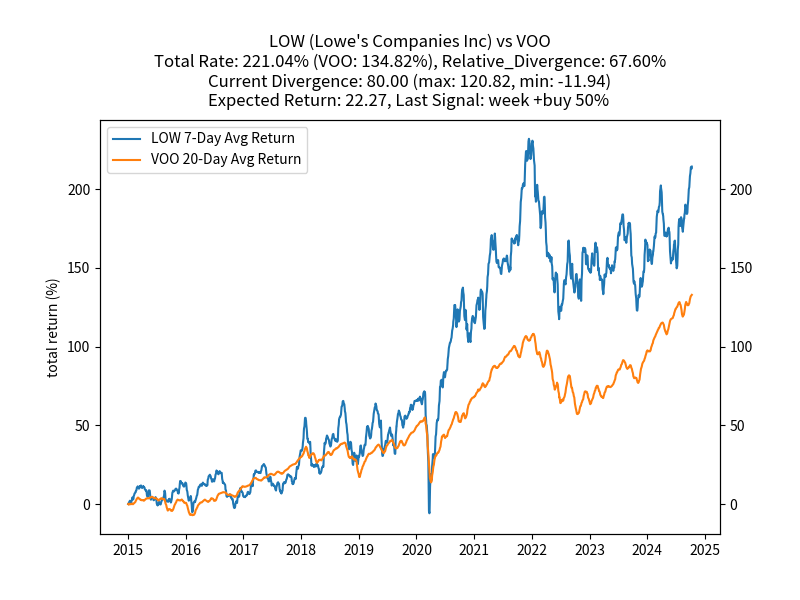 LOW (Lowe's Companies Inc) vs VOO
Total Rate: 221.04% (VOO: 134.82%), Relative_Divergence: 67.60%
Current Divergence: 80.00 (max: 120.82, min: -11.94)
Expected Return: 22.27, Last Signal: week +buy 50%
LOW 7-Day Avg Return
VOO 20-Day Avg Return
total return (%)
200
150
100
50
0
200
150
100
50
0
2015 2016 2017 2018 2019 2020 2021 2022 2023 2024 2025